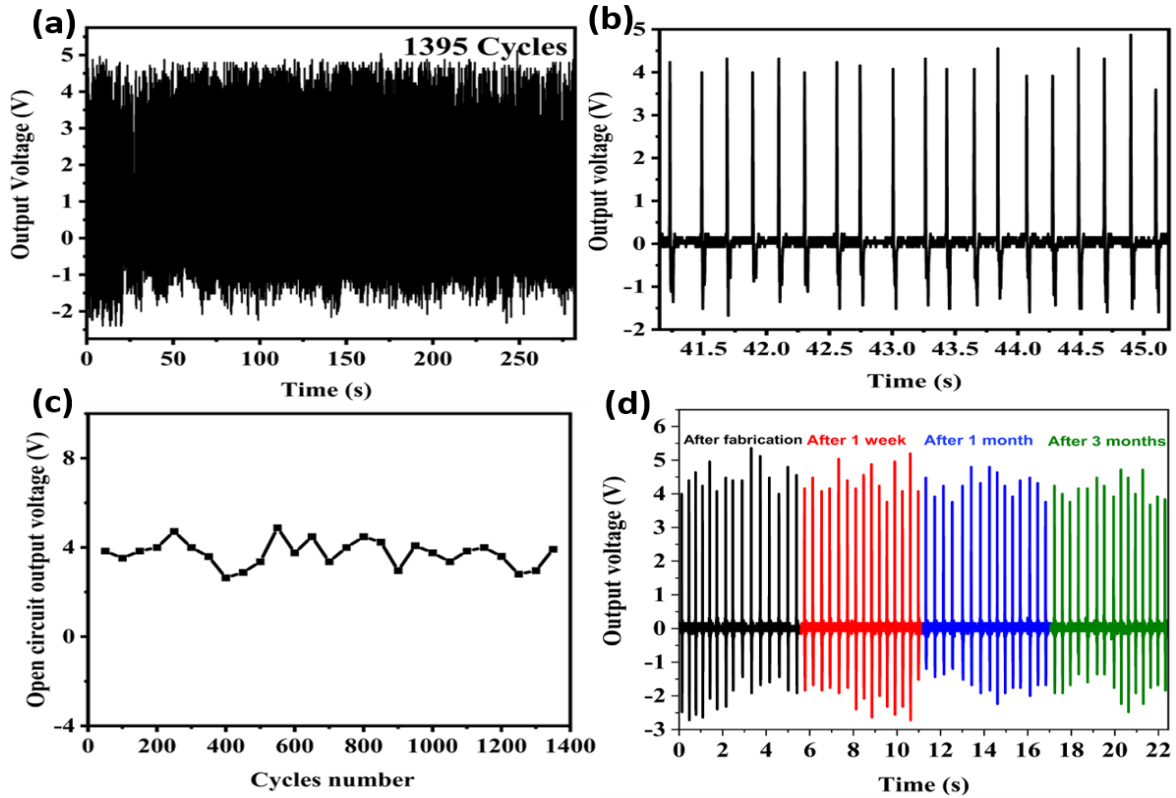 (a)
1395 Cycles
Output Voltage (V)
5
4
3
2
1
0
-1
-2
0 50 100 150 200 250
Time (s)
(b)
Output voltage (V)
5
4
3
2
1
0
-1
-2
41.5 42.0 42.5 43.0 43.5 44.0 44.5 45.0
Time (s)
(c)
Open circuit output voltage (V)
8
4
0
-4
0 200 400 600 800 1000 1200 1400
Cycles number
(d)
After fabrication After 1 week After 1 month After 3 months
Output voltage (V)
6
5
4
3
2
1
0
-1
-2
-3
0 2 4 6 8 10 12 14 16 18 20 22
Time (s)